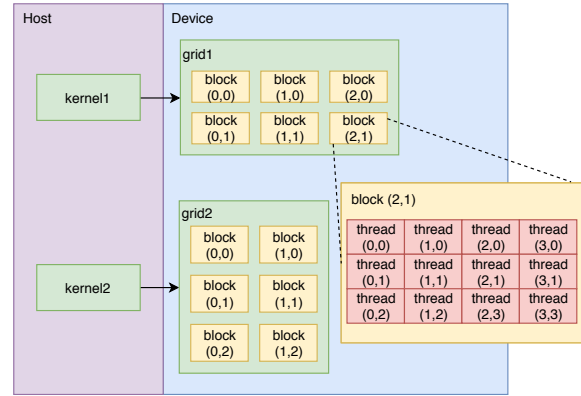 Host
Device
grid1
block
(0,0)
block
(1,0)
block
(2,0)
block
(0,1)
block
(1,1)
block
(2,1)
kernel1
block (2,1)
thread
(0,0)
thread
(1,0)
thread
(2,0)
thread
(3,0)
thread
(0,1)
thread
(1,1)
thread
(2,1)
thread
(3,1)
thread
(0,2)
thread
(1,2)
thread
(2,3)
thread
(3,3)
grid2
block
(0,0)
block
(1,0)
block
(0,1)
block
(1,1)
block
(0,2)
block
(1,2)
kernel2